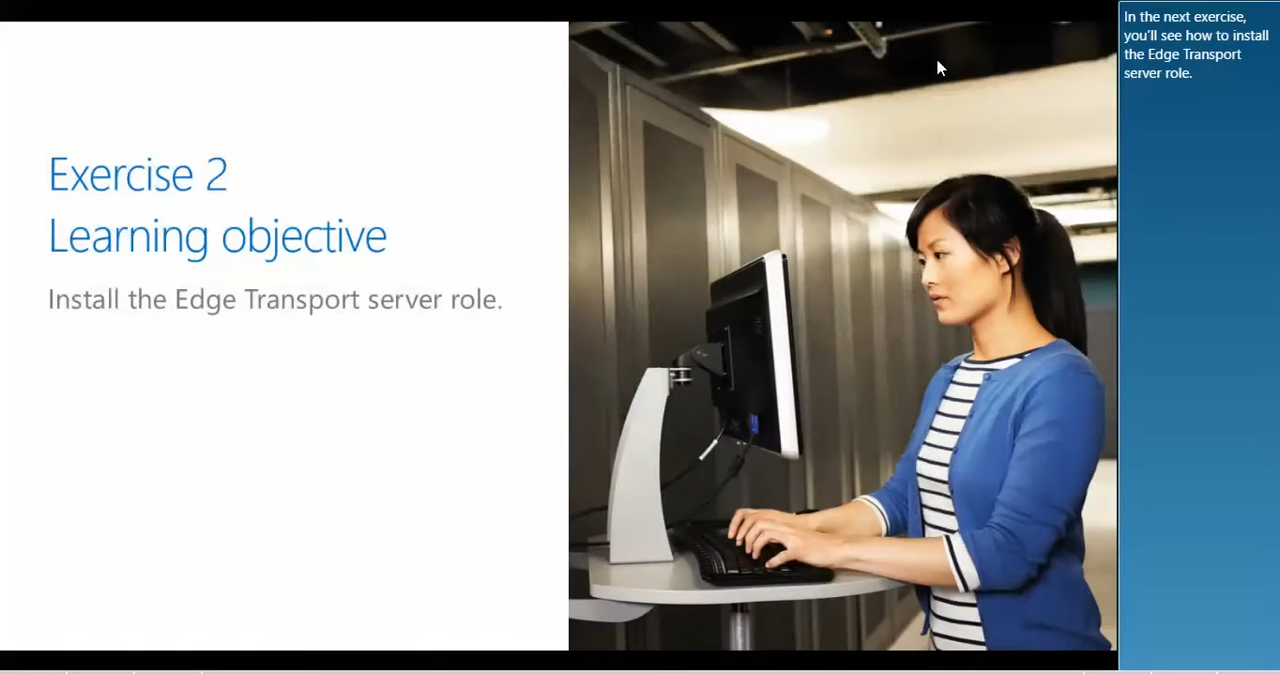 Exercise 2
Learning objective
Install the Edge Transport server role.
In the next exercise,
you'll see how to install
the Edge Transport
server role.